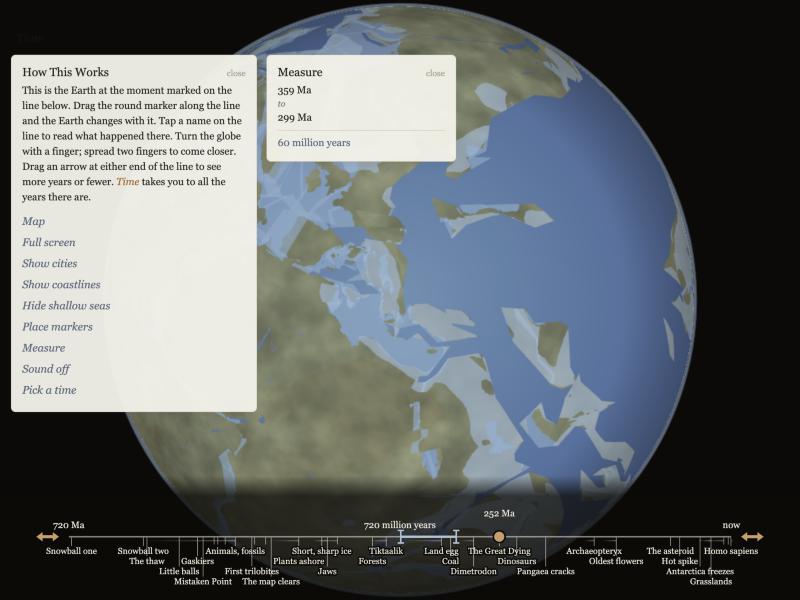 Time
How This Works
close
This is the Earth at the moment marked on the
line below. Drag the round marker along the line
and the Earth changes with it. Tap a name on the
line to read what happened there. Turn the globe
with a finger; spread two fingers to come closer.
Drag an arrow at either end of the line to see
more years or fewer. Time takes you to all the
years there are.
Map
Full screen
Show cities
Show coastlines
Hide shallow seas
Place markers
Measure
Sound off
Pick a time
Measure
close
359 Ma
to
299 Ma
60 million years
252 Ma
720 Ma
720 million years
now
Snowball one
Snowball two
Animals, fossils
Short, sharp ice
Tiktaalik
Land egg
The Great Dying
Archaeopteryx
The asteroid
Homo sapiens
The thaw
Gaskiers
Plants ashore
Forests
Coal
Dinosaurs
Oldest flowers
Hot spike
Little balls
First trilobites
Jaws
Dimetrodon
Pangaea cracks
Antarctica freezes
Mistaken Point
The map clears
Grasslands